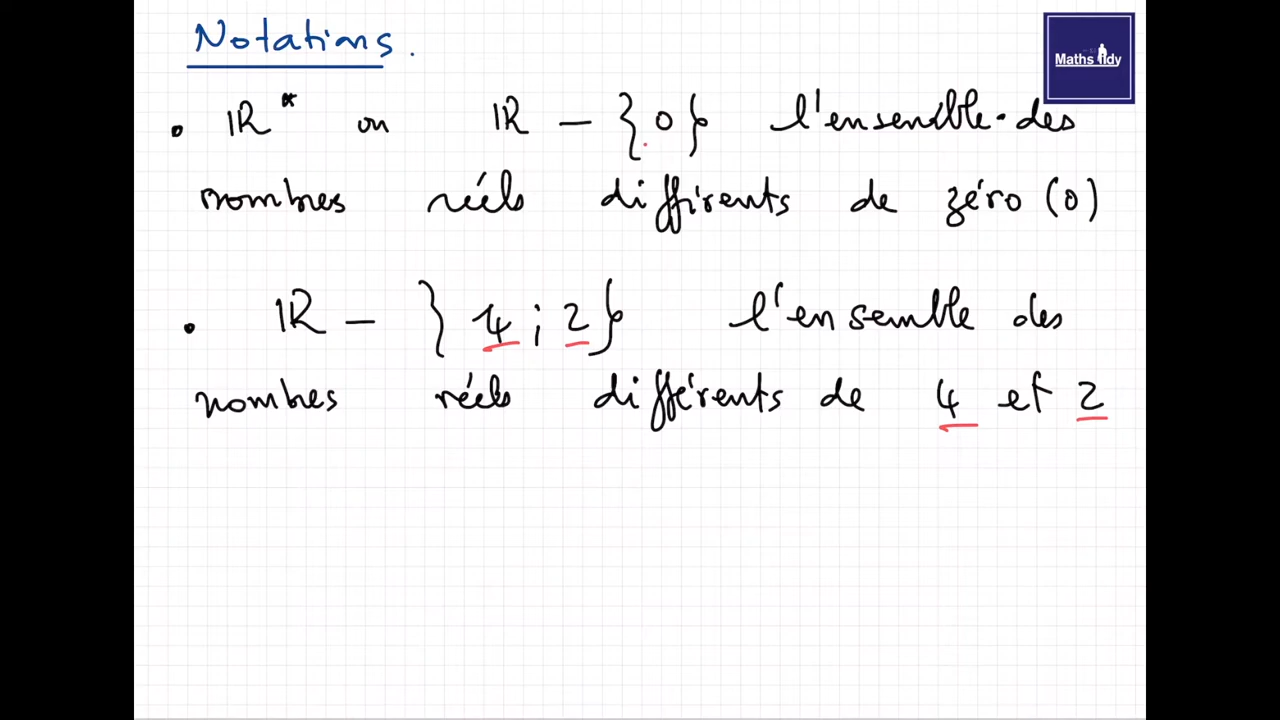 Notations.
Maths Ady
• ℝ* ou ℝ - {0} l'ensemble des
nombres réels différents de zéro (0)
• ℝ - {4 ; 2} l'ensemble des
nombres réels différents de 4 et 2